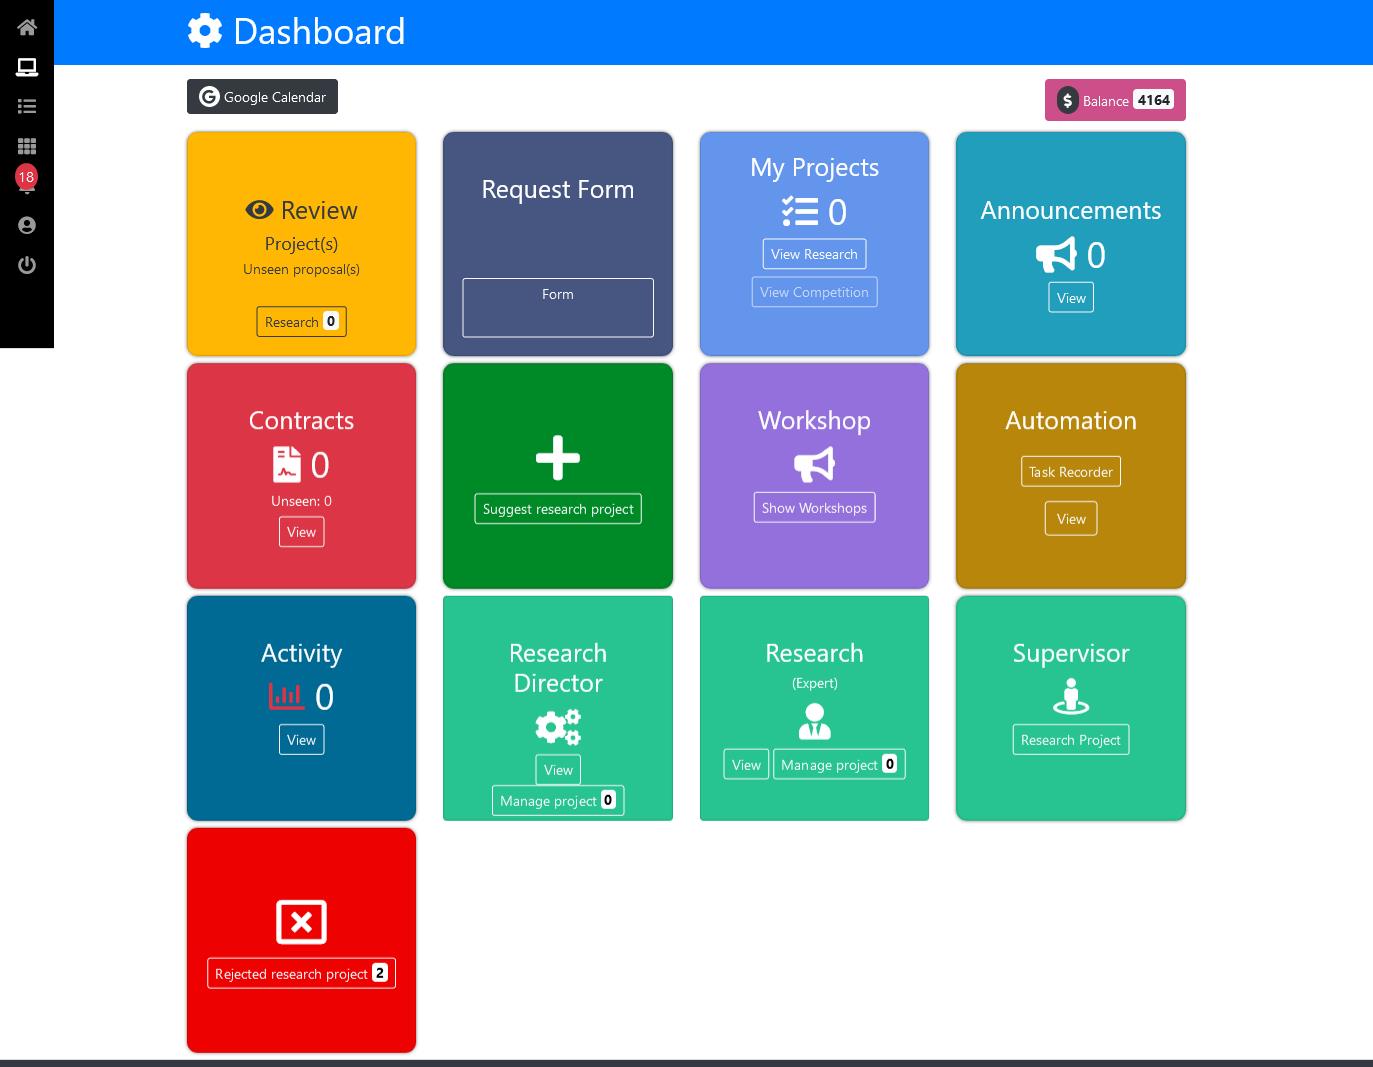 Dashboard
18
Google Calendar
Balance 4164
Review
Project(s)
Unseen proposal(s)
Research 0
Request Form
Form
My Projects
0
View Research
View Competition
Announcements
0
View
Contracts
0
Unseen: 0
View
Suggest research project
Workshop
Show Workshops
Automation
Task Recorder
View
Activity
0
View
Research
Director
View
Manage project 0
Research
(Expert)
View Manage project 0
Supervisor
Research Project
Rejected research project 2